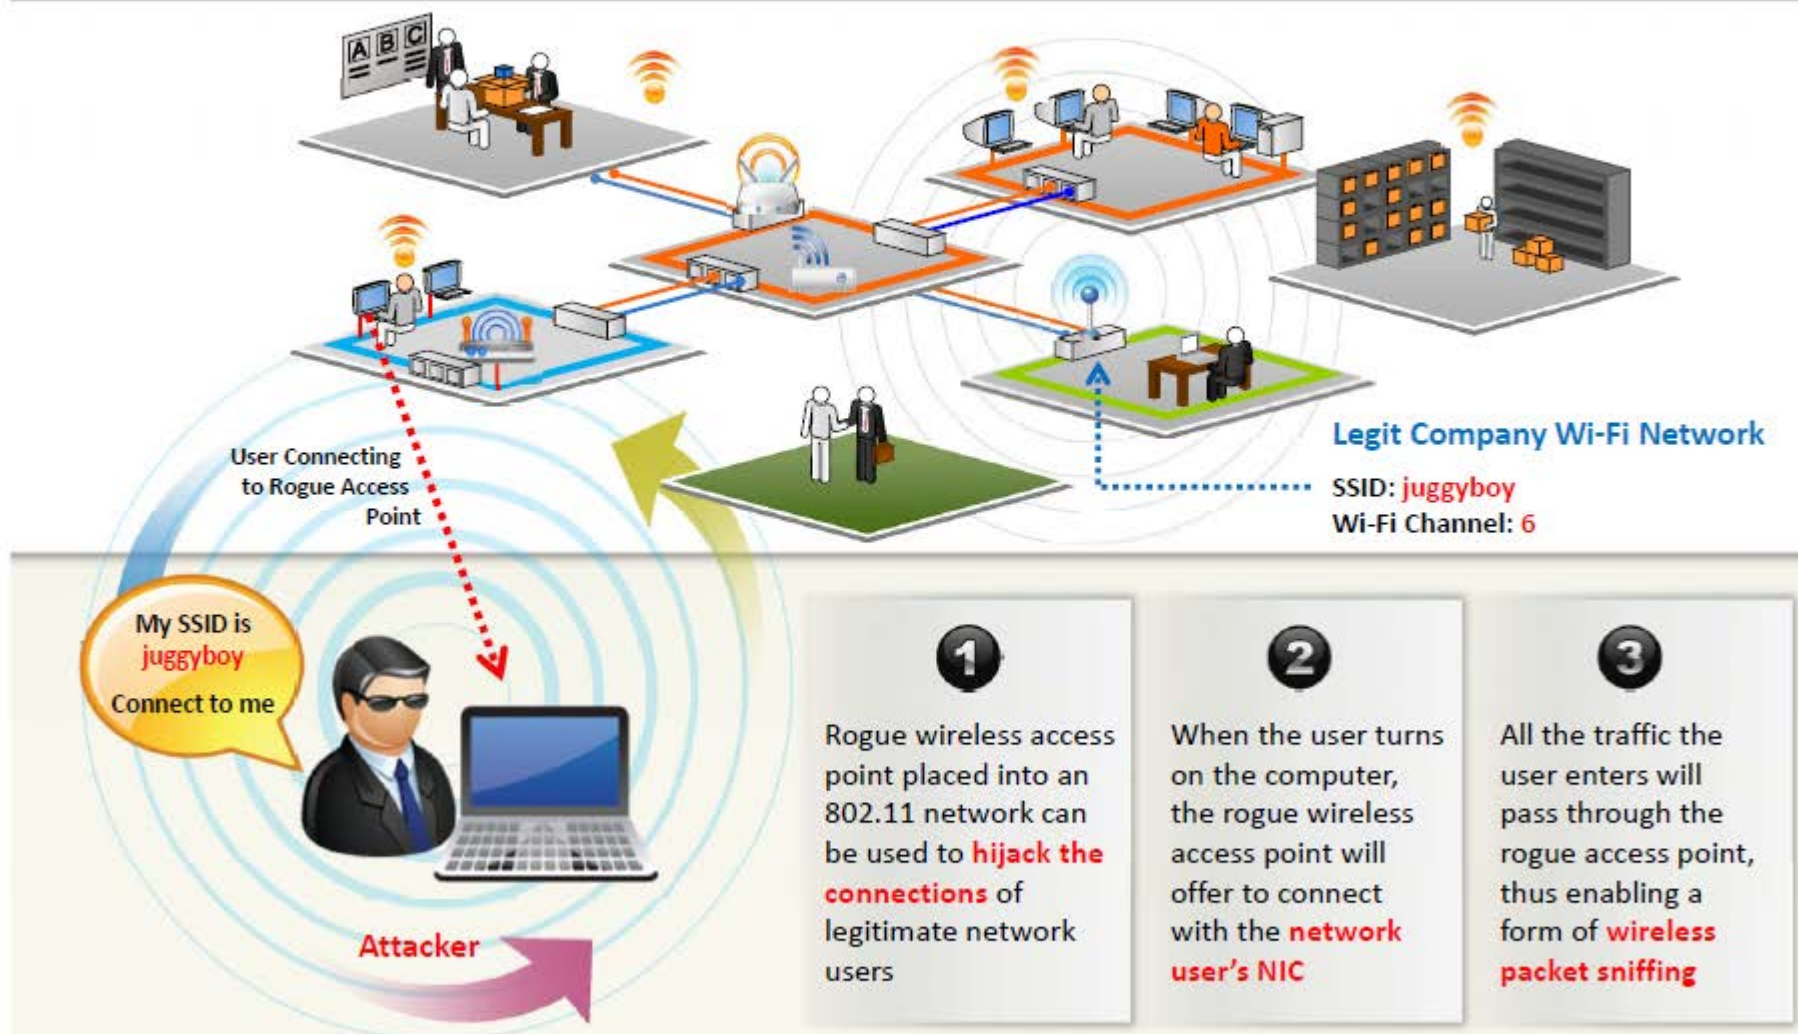 A B C
User Connecting
to Rogue Access
Point
Legit Company Wi-Fi Network
SSID: juggyboy
Wi-Fi Channel: 6
My SSID is
juggyboy
Connect to me
Attacker
1
Rogue wireless access
point placed into an
802.11 network can
be used to hijack the
connections of
legitimate network
users
2
When the user turns
on the computer,
the rogue wireless
access point will
offer to connect
with the network
user's NIC
3
All the traffic the
user enters will
pass through the
rogue access point,
thus enabling a
form of wireless
packet sniffing